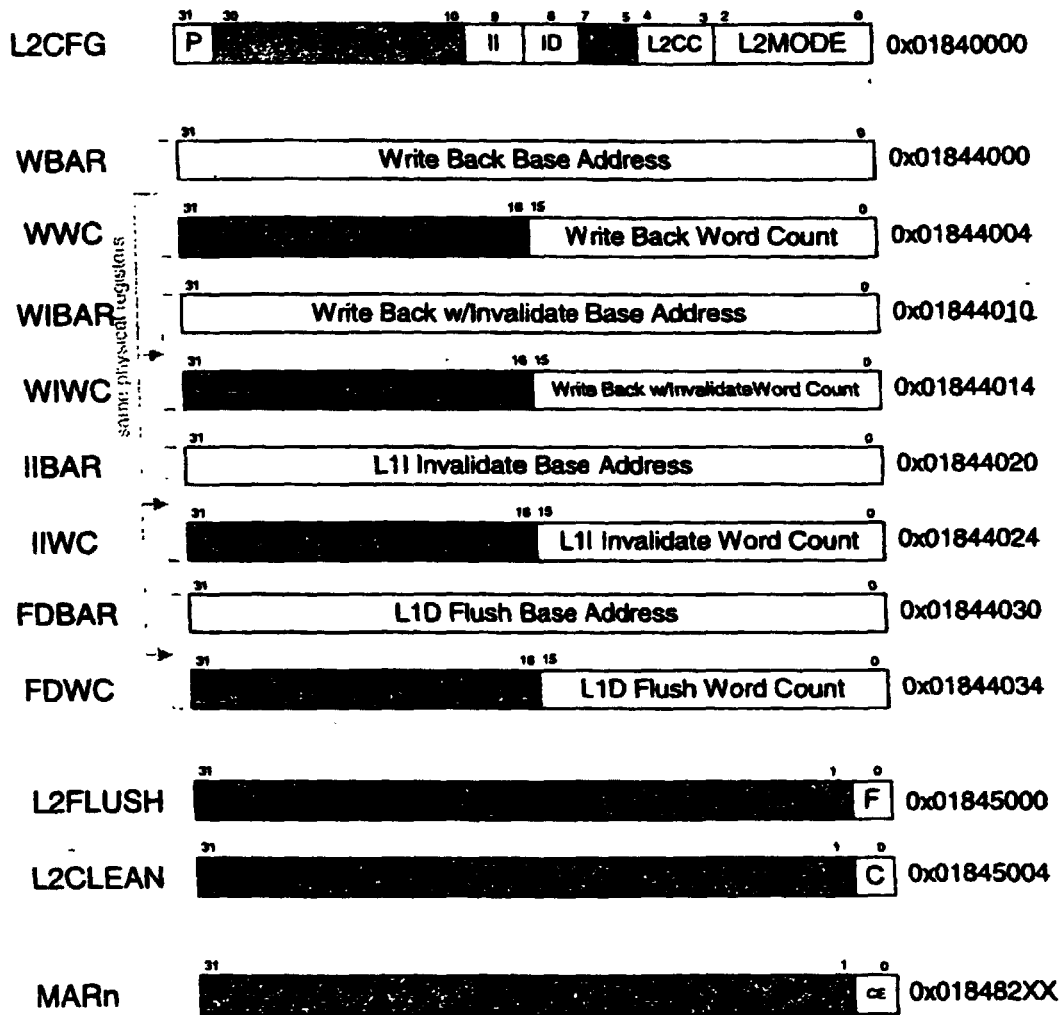 31 30 10 9 8 7 5 4 3 2 0
L2CFG P II ID L2CC L2MODE 0x01840000
31 0
WBAR Write Back Base Address 0x01844000
31 16 15 0
WWC Write Back Word Count 0x01844004
31 0
WIBAR Write Back w/Invalidate Base Address 0x01844010
31 16 15 0
WIWC Write Back w/InvalidateWord Count 0x01844014
31 0
IIBAR L1I Invalidate Base Address 0x01844020
31 16 15 0
IIWC L1I Invalidate Word Count 0x01844024
31 0
FDBAR L1D Flush Base Address 0x01844030
31 16 15 0
FDWC L1D Flush Word Count 0x01844034
same physical registers
31 1 0
L2FLUSH F 0x01845000
31 1 0
L2CLEAN C 0x01845004
31 1 0
MARn CE 0x018482XX